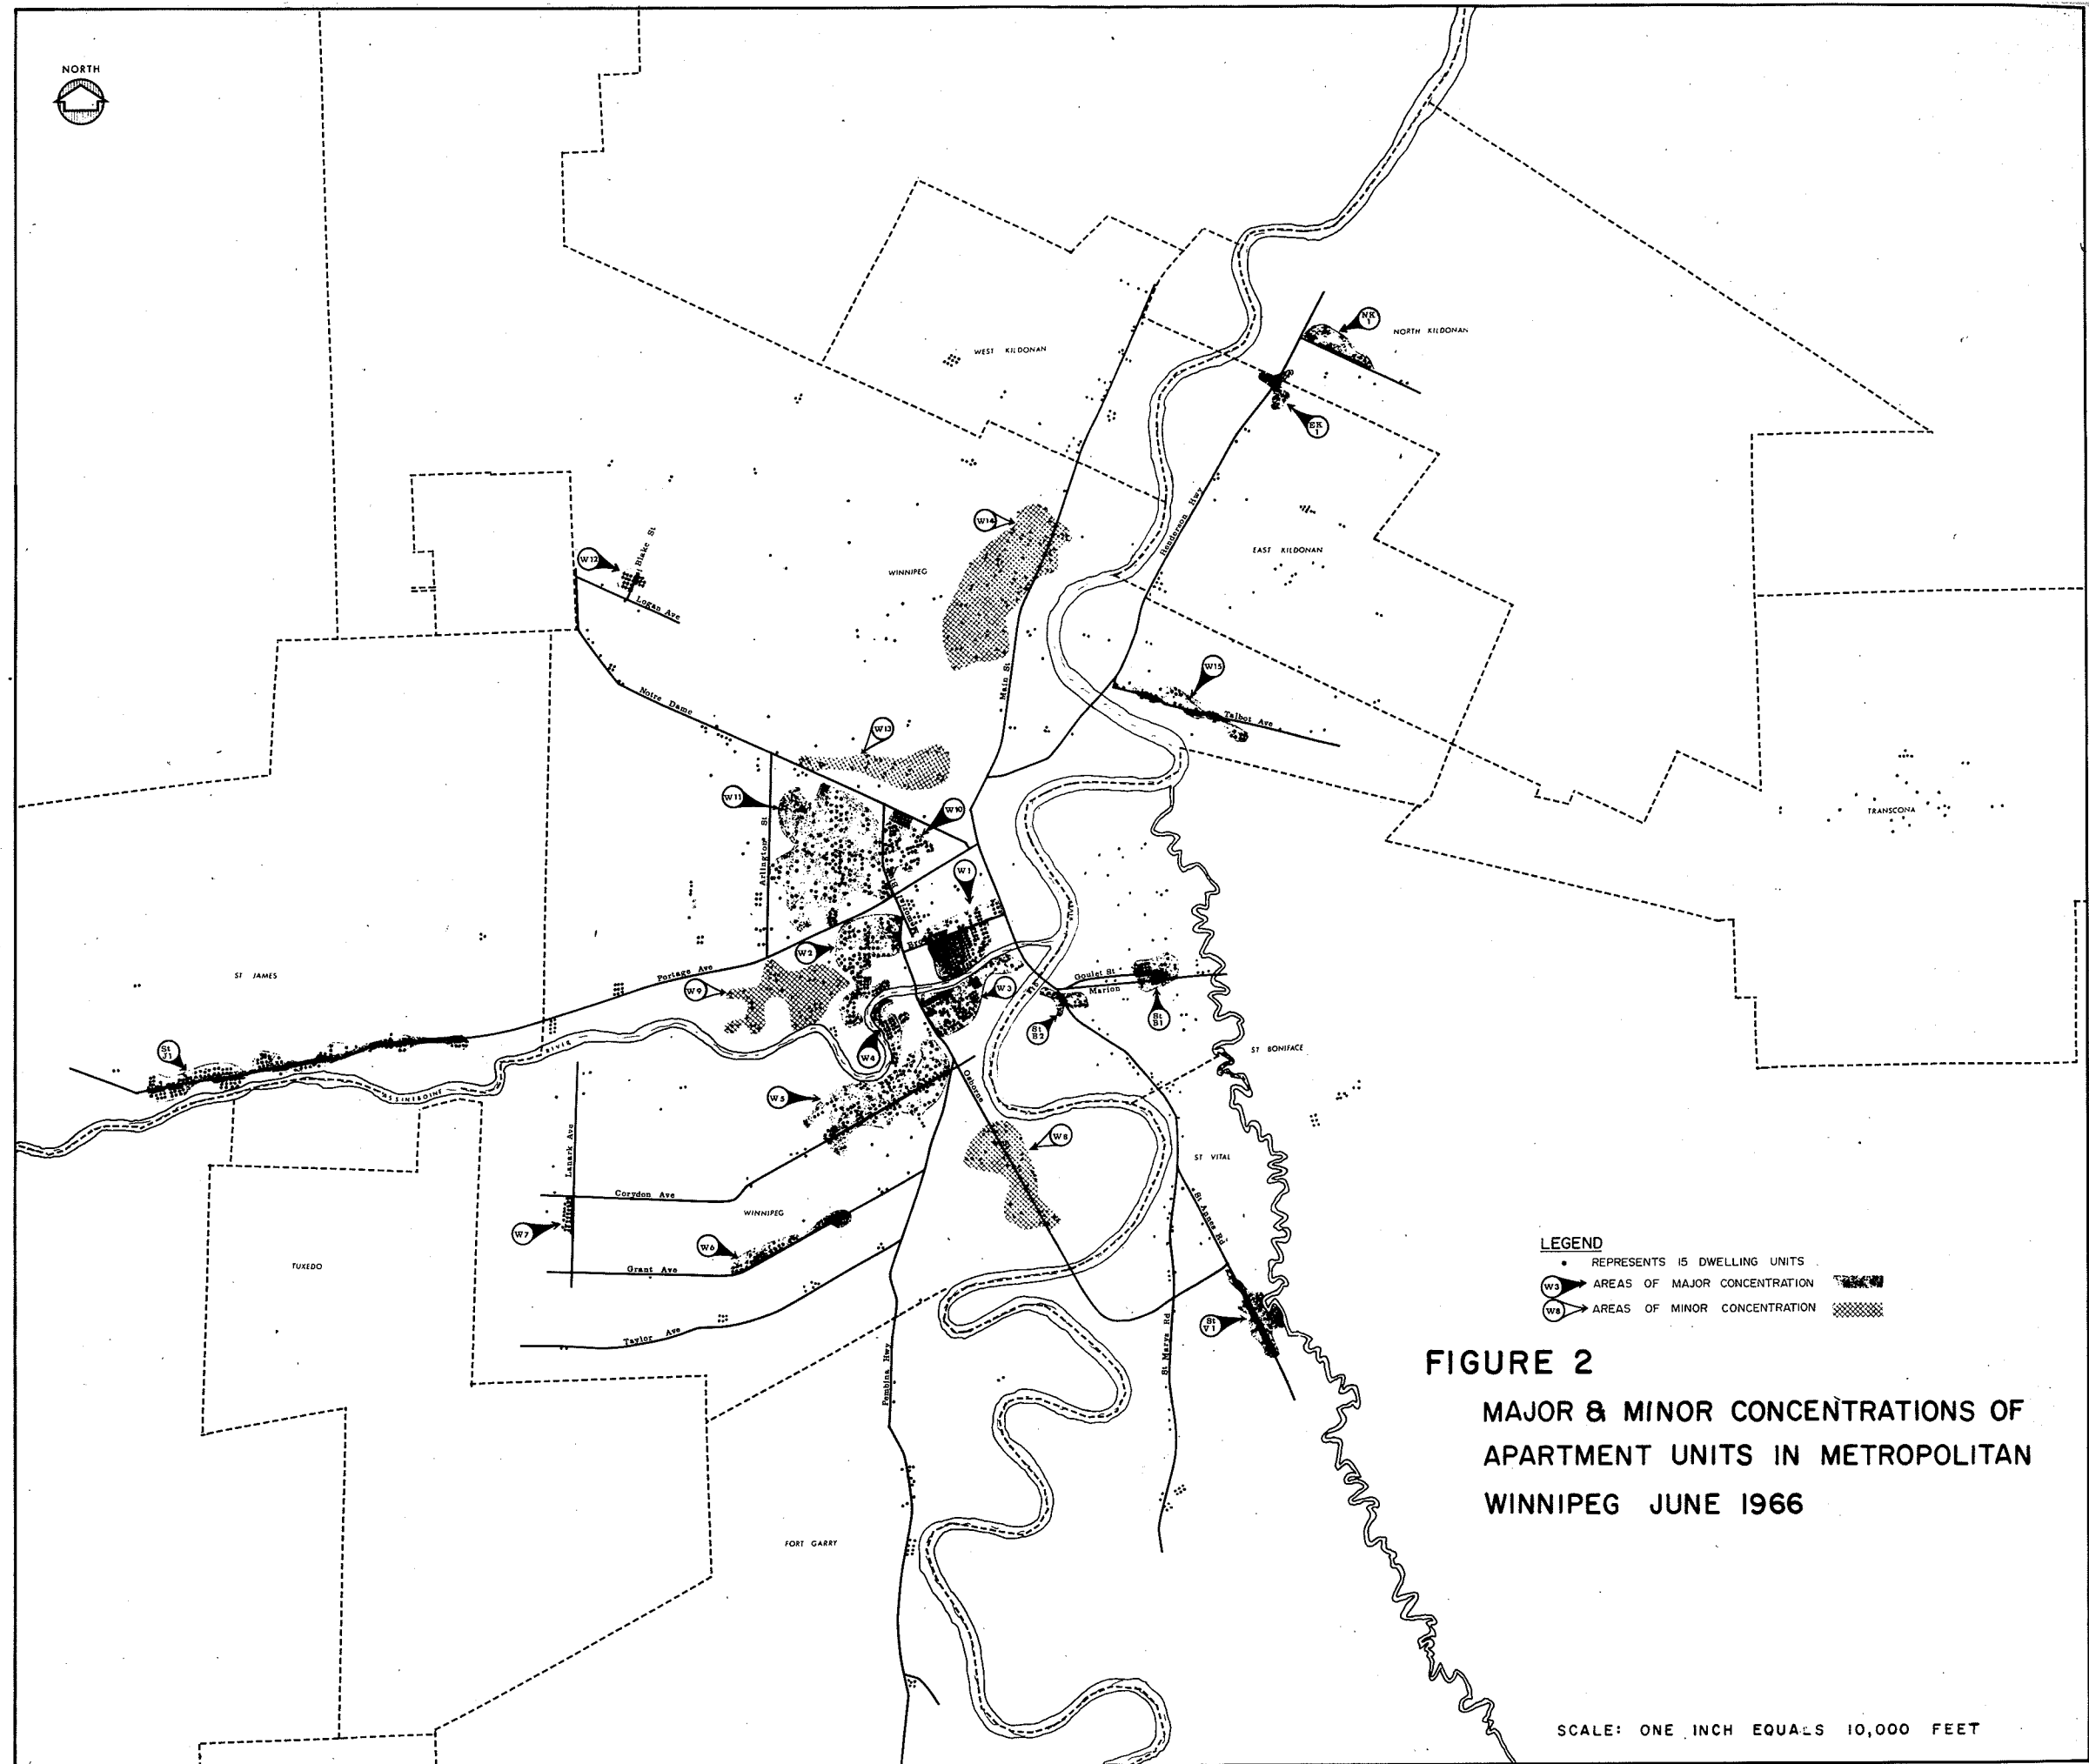 NORTH
NK
1
NORTH KILDONAN
WEST KILDONAN
EK
1
W14
Henderson Hwy
EAST KILDONAN
Blake St
W12
WINNIPEG
Logan Ave
W15
Main St
Talbot Ave
Notre Dame
W13
W11
W10
TRANSCONA
Arlington St
W1
W2
ST JAMES
Portage Ave
Goulet St
W9
W3
Marion
St
B1
St
B2
St
J1
W4
ST BONIFACE
W5
Osborne
W8
Lanark Ave
ST VITAL
Corydon Ave
WINNIPEG
St Annes Rd
W7
W6
TUXEDO
Grant Ave
St
V1
Taylor Ave
St Marys Rd
Pembina Hwy
FORT GARRY
LEGEND
• REPRESENTS 15 DWELLING UNITS
W3 AREAS OF MAJOR CONCENTRATION
W8 AREAS OF MINOR CONCENTRATION
FIGURE 2
MAJOR & MINOR CONCENTRATIONS OF
APARTMENT UNITS IN METROPOLITAN
WINNIPEG JUNE 1966
SCALE: ONE INCH EQUALS 10,000 FEET